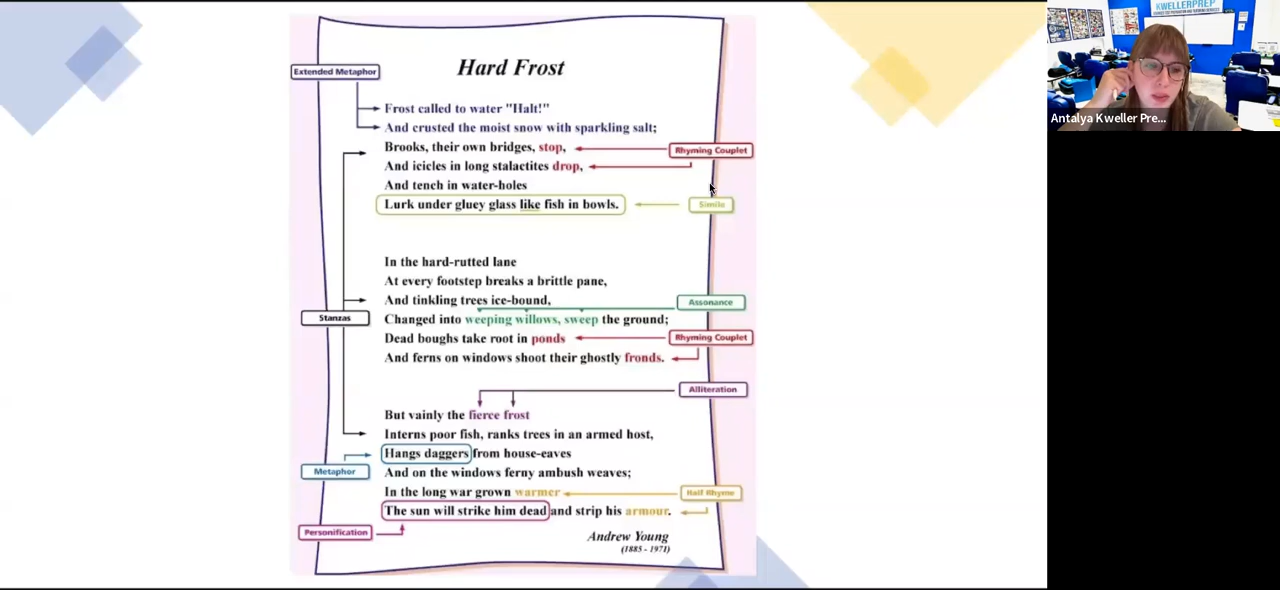 KWELLERPREP
Antalya Kweller Pre...
Hard Frost
Extended Metaphor
Frost called to water "Halt!"
And crusted the moist snow with sparkling salt;
Brooks, their own bridges, stop,
Rhyming Couplet
And icicles in long stalactites drop,
And tench in water-holes
Lurk under gluey glass like fish in bowls.
Simile
In the hard-rutted lane
At every footstep breaks a brittle pane,
And tinkling trees ice-bound,
Assonance
Stanzas
Changed into weeping willows, sweep the ground;
Dead boughs take root in ponds
Rhyming Couplet
And ferns on windows shoot their ghostly fronds.
Alliteration
But vainly the fierce frost
Interns poor fish, ranks trees in an armed host,
Hangs daggers from house-eaves
Metaphor
And on the windows ferny ambush weaves;
In the long war grown warmer
Half Rhyme
The sun will strike him dead and strip his armour.
Personification
Andrew Young
(1885 - 1971)